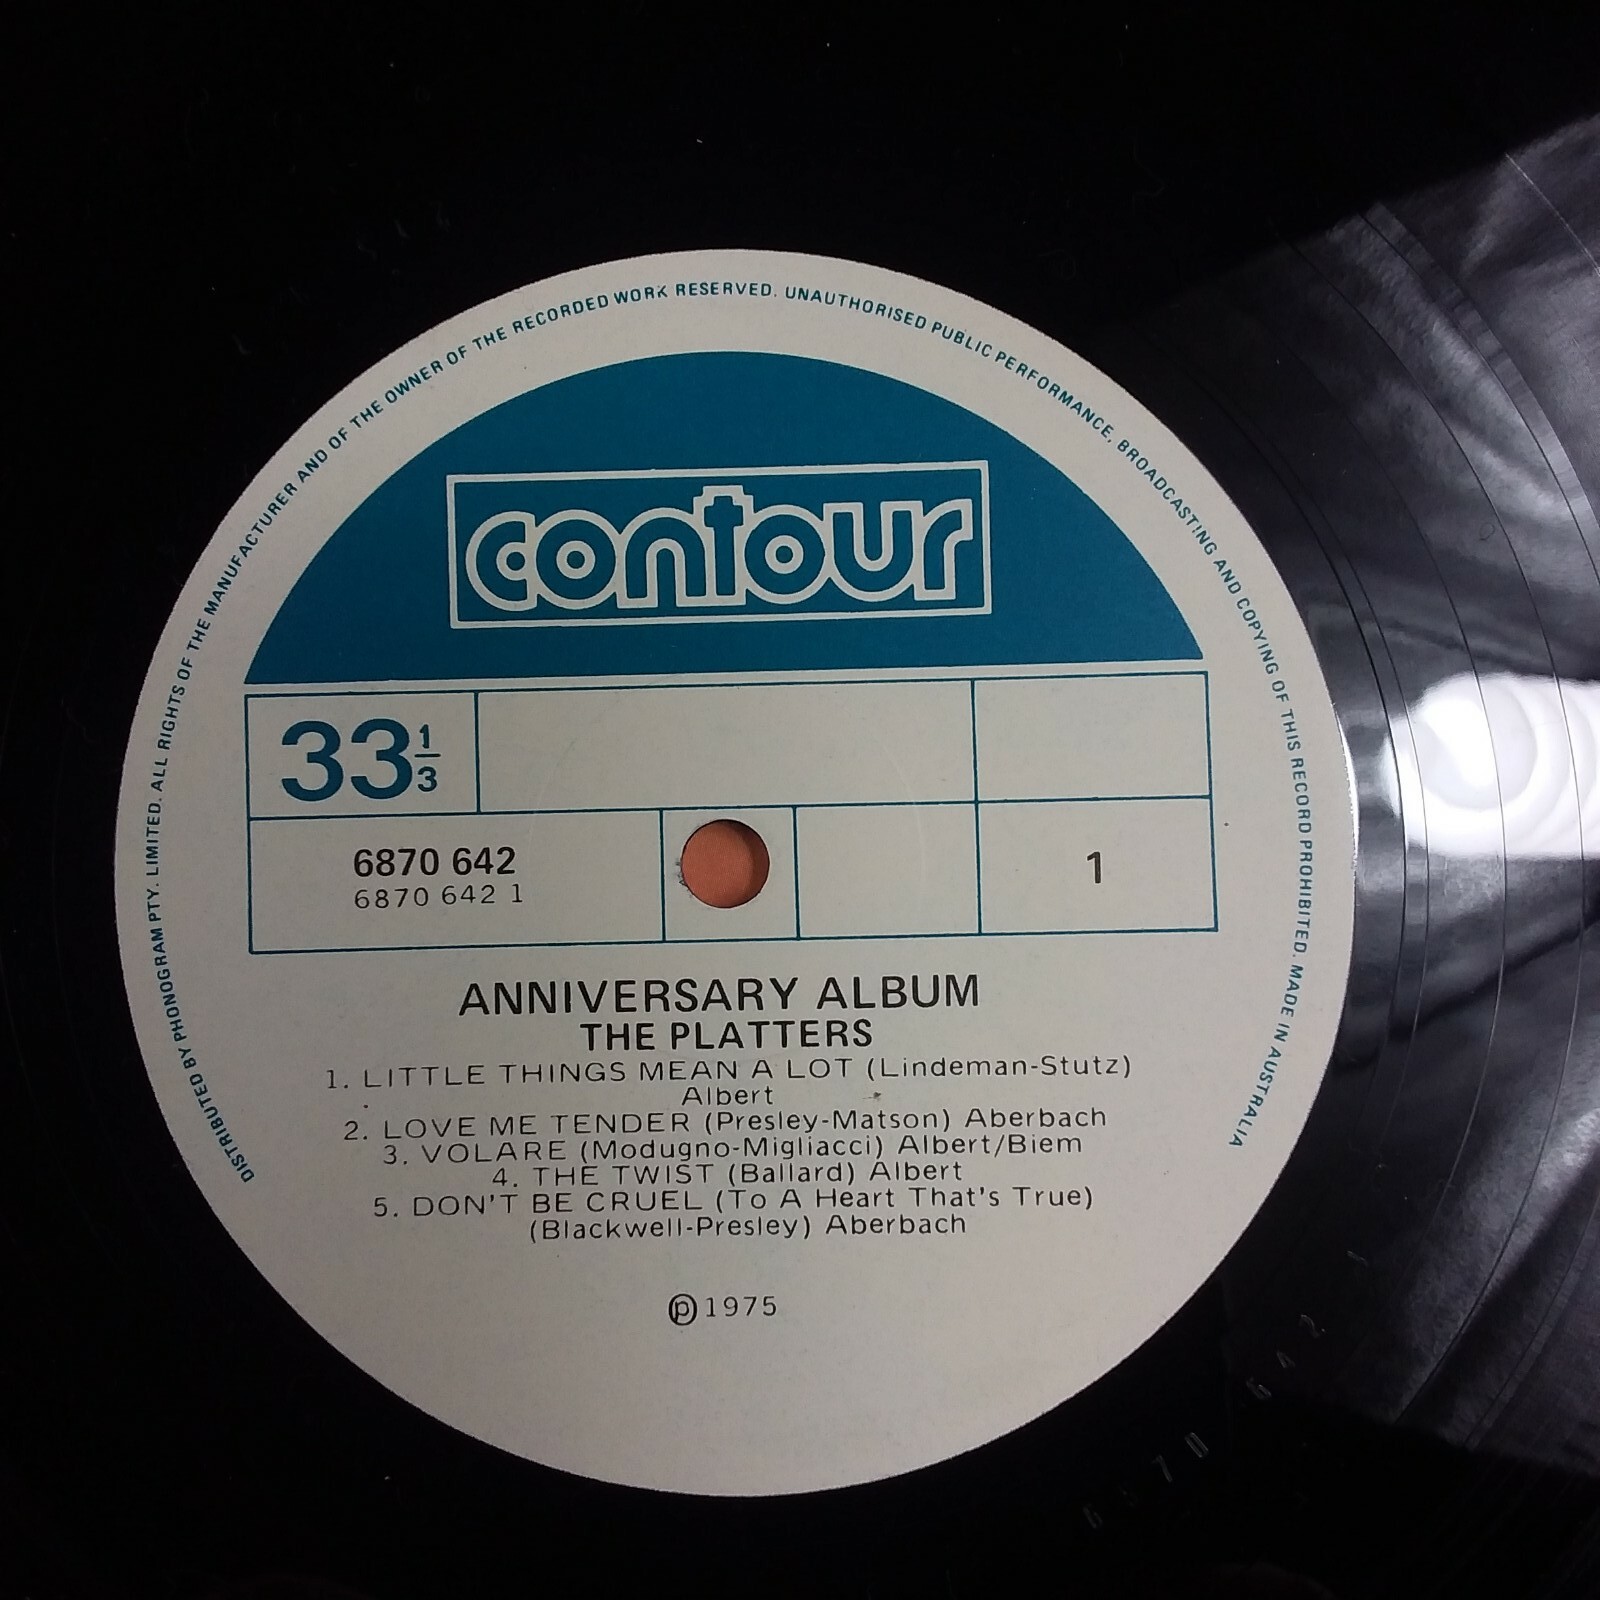 DISTRIBUTED BY PHONOGRAM PTY. LIMITED. ALL RIGHTS OF THE MANUFACTURER AND OF THE OWNER OF THE RECORDED WORK RESERVED. UNAUTHORISED PUBLIC PERFORMANCE, BROADCASTING AND COPYING OF THIS RECORD PROHIBITED. MADE IN AUSTRALIA
contour
33 1/3
6870 642
6870 642 1
1
ANNIVERSARY ALBUM
THE PLATTERS
1. LITTLE THINGS MEAN A LOT (Lindeman-Stutz)
Albert
2. LOVE ME TENDER (Presley-Matson) Aberbach
3. VOLARE (Modugno-Migliacci) Albert/Biem
4. THE TWIST (Ballard) Albert
5. DON'T BE CRUEL (To A Heart That's True)
(Blackwell-Presley) Aberbach
℗ 1975